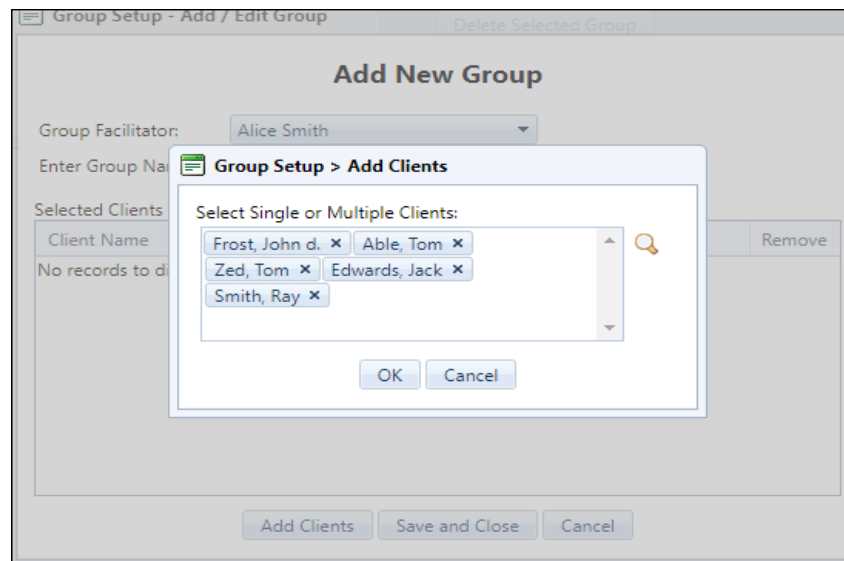 Group Setup - Add / Edit Group
Delete Selected Group
Add New Group
Group Facilitator: Alice Smith
Enter Group Na
Group Setup > Add Clients
Selected Clients
Select Single or Multiple Clients:
Client Name
Remove
No records to di
Frost, John d. × Able, Tom ×
Zed, Tom × Edwards, Jack ×
Smith, Ray ×
OK Cancel
Add Clients Save and Close Cancel